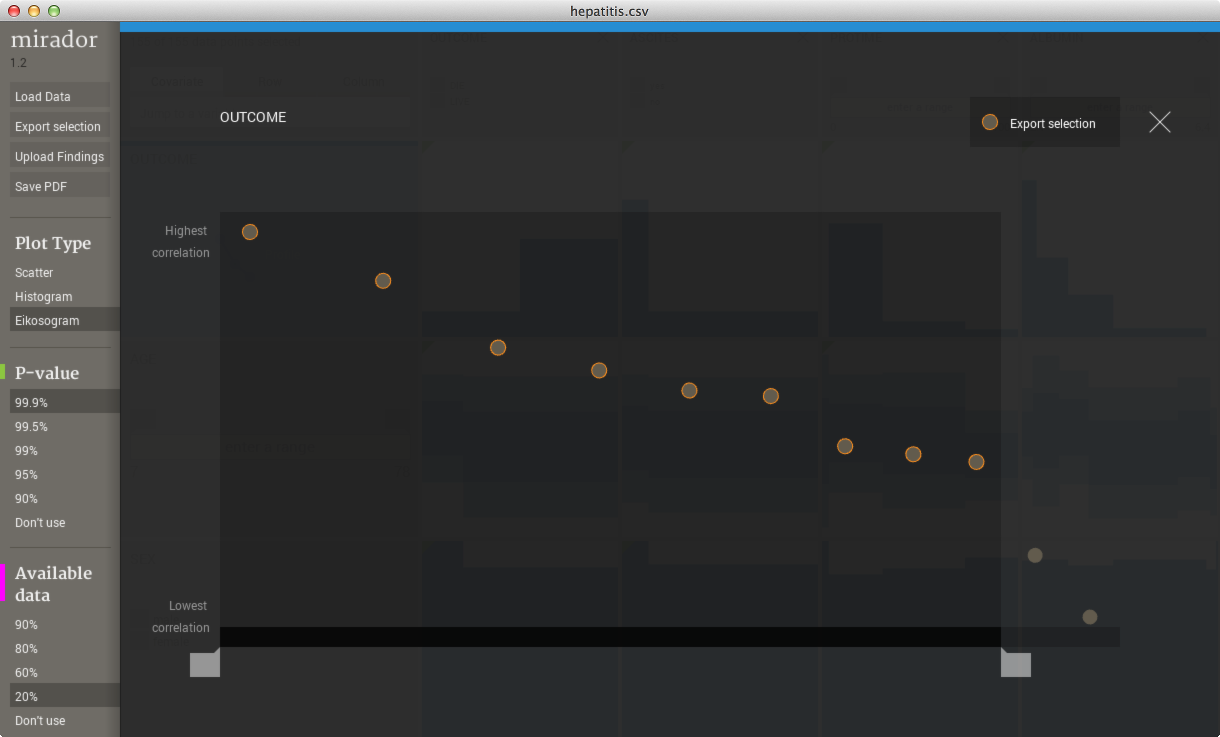 hepatitis.csv
mirador
1.2
Load Data
Export selection
Upload Findings
Save PDF
Plot Type
Scatter
Histogram
Eikosogram
P-value
99.9%
99.5%
99%
95%
90%
Don't use
Available
data
90%
80%
60%
20%
Don't use
OUTCOME
Export selection
Highest
correlation
Lowest
correlation